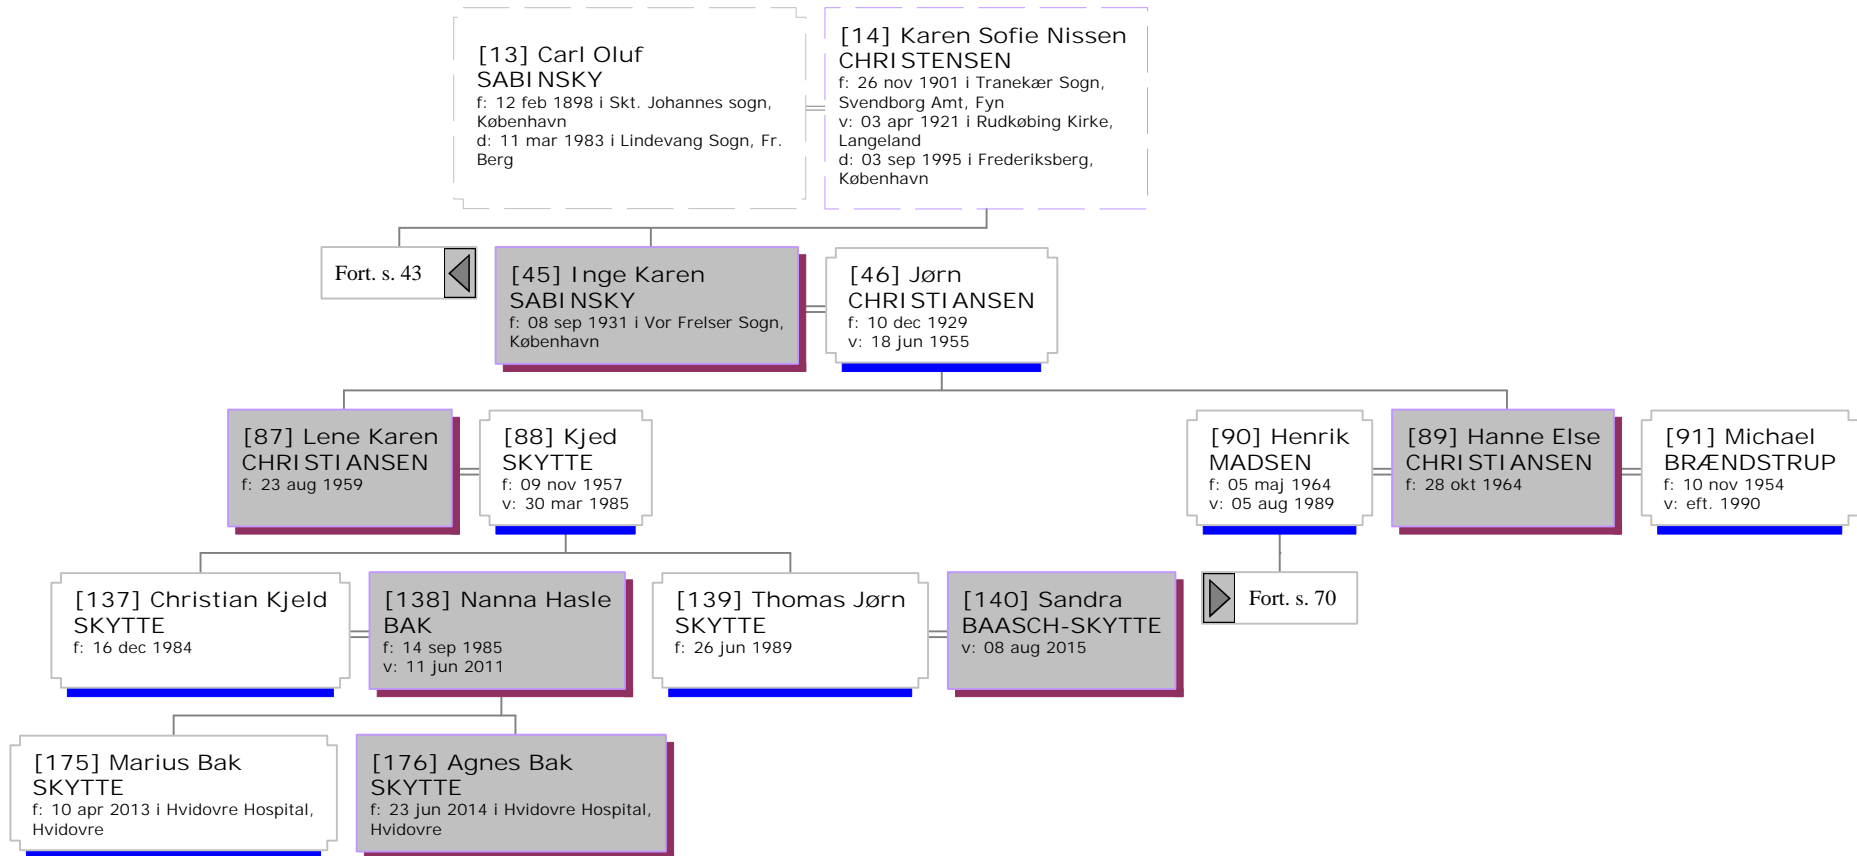 [13] Carl Oluf
SABINSKY
f: 12 feb 1898 i Skt. Johannes sogn,
København
d: 11 mar 1983 i Lindevang Sogn, Fr.
Berg
[14] Karen Sofie Nissen
CHRISTENSEN
f: 26 nov 1901 i Tranekær Sogn,
Svendborg Amt, Fyn
v: 03 apr 1921 i Rudkøbing Kirke,
Langeland
d: 03 sep 1995 i Frederiksberg,
København
Fort. s. 43
[45] Inge Karen
SABINSKY
f: 08 sep 1931 i Vor Frelser Sogn,
København
[46] Jørn
CHRISTIANSEN
f: 10 dec 1929
v: 18 jun 1955
[87] Lene Karen
CHRISTIANSEN
f: 23 aug 1959
[88] Kjed
SKYTTE
f: 09 nov 1957
v: 30 mar 1985
[90] Henrik
MADSEN
f: 05 maj 1964
v: 05 aug 1989
[89] Hanne Else
CHRISTIANSEN
f: 28 okt 1964
[91] Michael
BRÆNDSTRUP
f: 10 nov 1954
v: eft. 1990
[137] Christian Kjeld
SKYTTE
f: 16 dec 1984
[138] Nanna Hasle
BAK
f: 14 sep 1985
v: 11 jun 2011
[139] Thomas Jørn
SKYTTE
f: 26 jun 1989
[140] Sandra
BAASCH-SKYTTE
v: 08 aug 2015
Fort. s. 70
[175] Marius Bak
SKYTTE
f: 10 apr 2013 i Hvidovre Hospital,
Hvidovre
[176] Agnes Bak
SKYTTE
f: 23 jun 2014 i Hvidovre Hospital,
Hvidovre